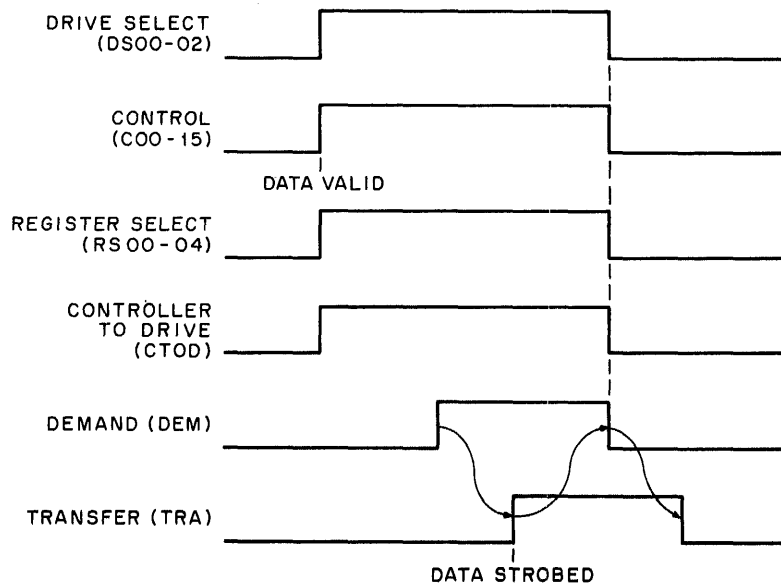 DRIVE SELECT
(DS00-02)
CONTROL
(C00-15)
DATA VALID
REGISTER SELECT
(RS00-04)
CONTROLLER
TO DRIVE
(CTOD)
DEMAND (DEM)
TRANSFER (TRA)
DATA STROBED